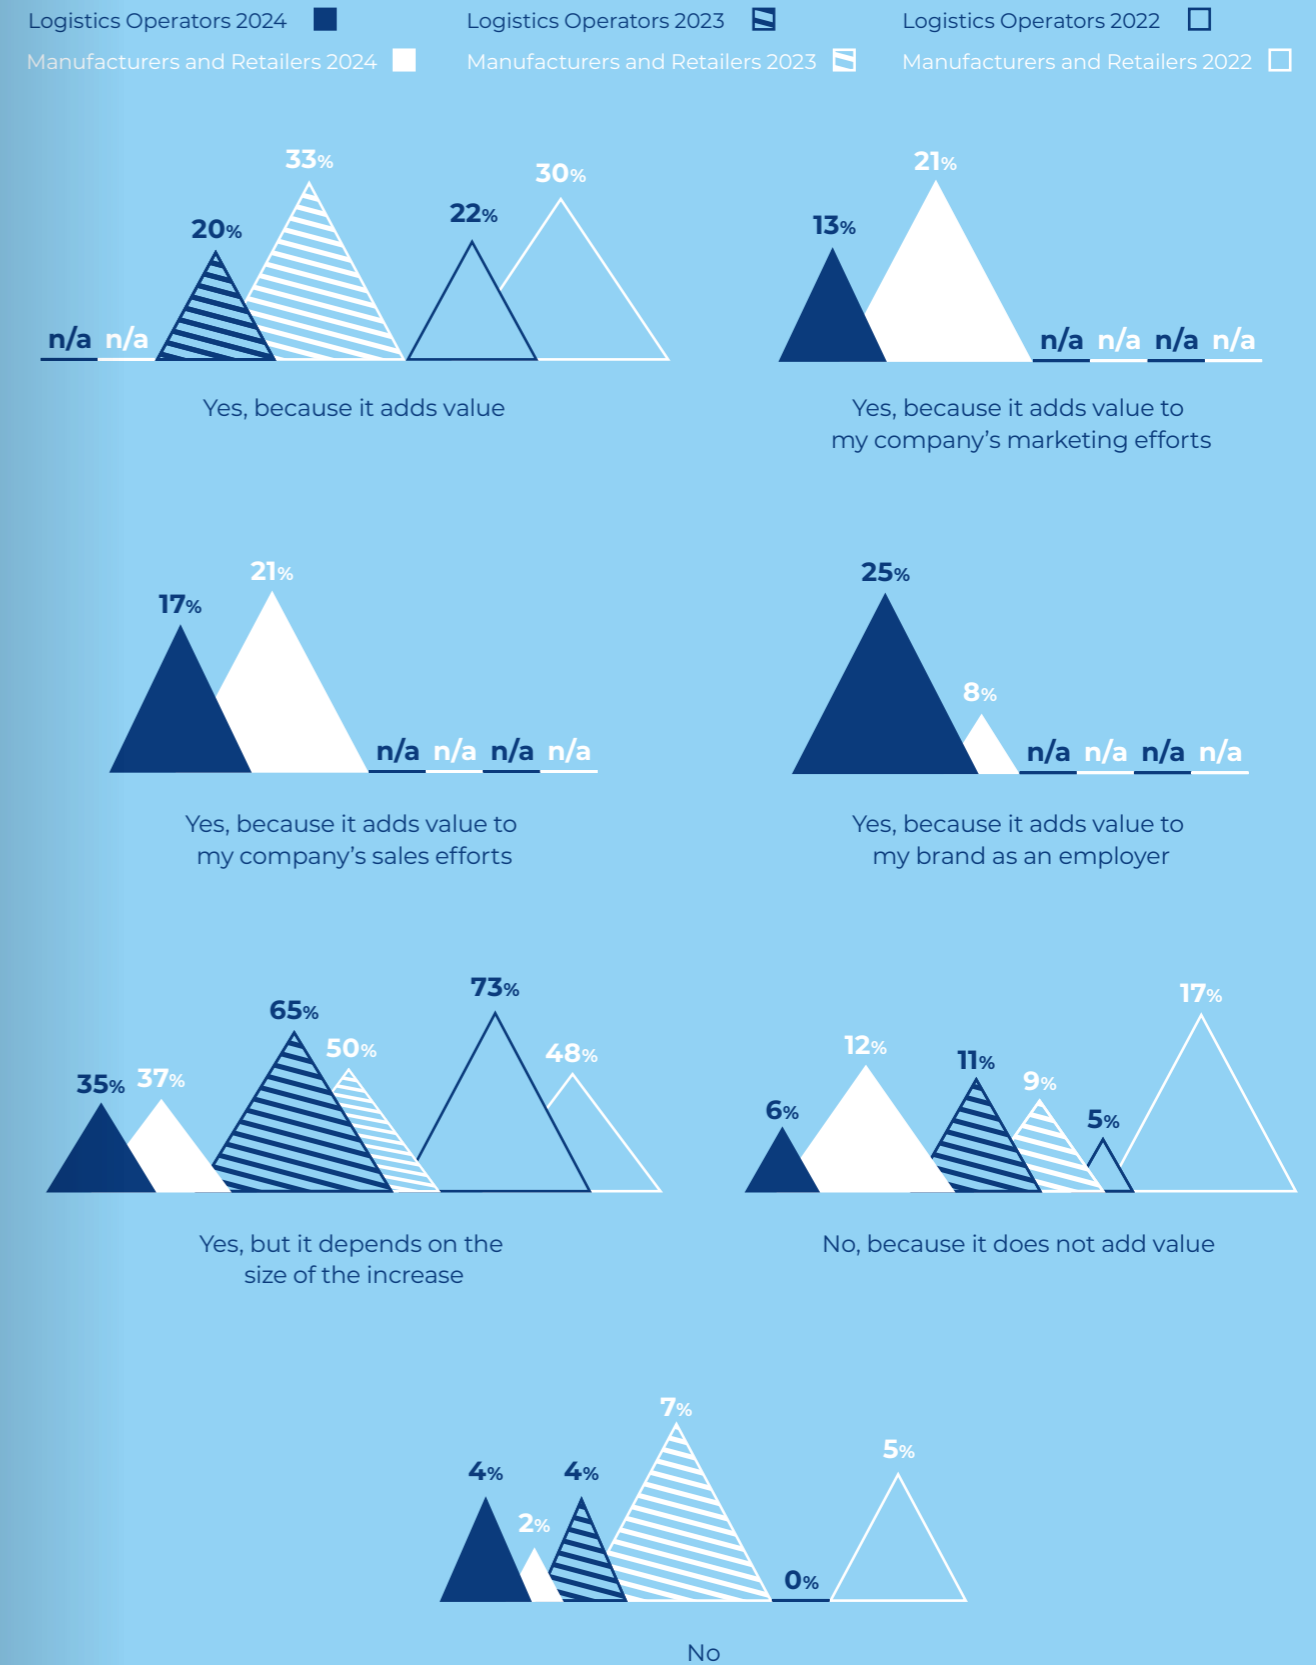 Logistics Operators 2024
Logistics Operators 2023
Logistics Operators 2022
Manufacturers and Retailers 2024
Manufacturers and Retailers 2023
Manufacturers and Retailers 2022
n/a
n/a
20%
33%
22%
30%
Yes, because it adds value
13%
21%
n/a
n/a
n/a
n/a
Yes, because it adds value to
my company’s marketing efforts
17%
21%
n/a
n/a
n/a
n/a
Yes, because it adds value to
my company’s sales efforts
25%
8%
n/a
n/a
n/a
n/a
Yes, because it adds value to
my brand as an employer
35%
37%
65%
50%
73%
48%
Yes, but it depends on the
size of the increase
6%
12%
11%
9%
5%
17%
No, because it does not add value
4%
2%
4%
7%
0%
5%
No